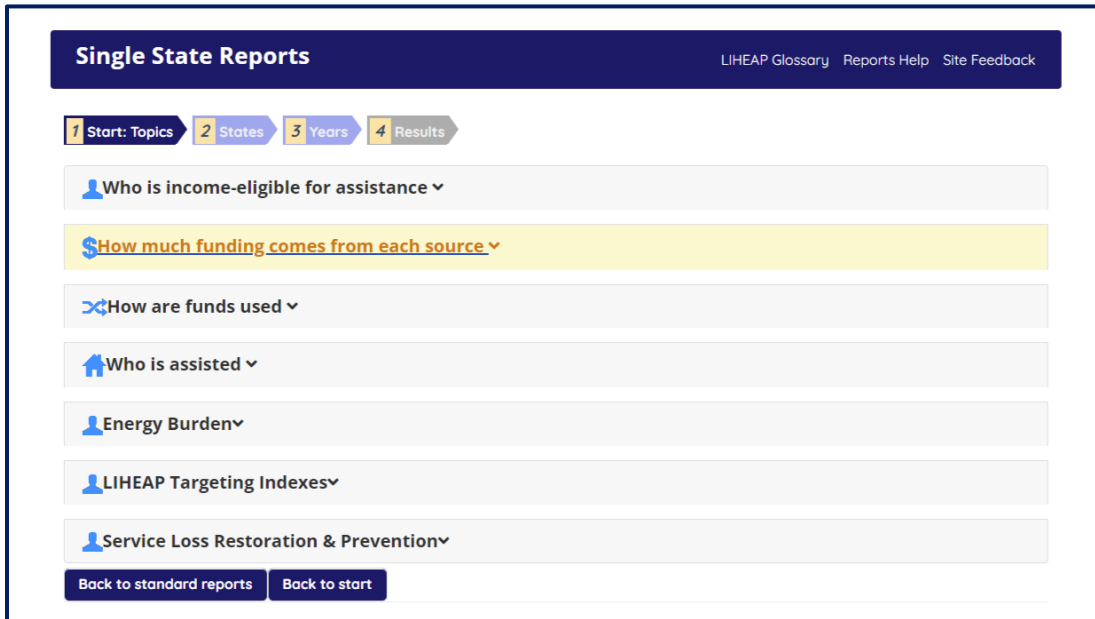 Single State Reports
LIHEAP Glossary Reports Help Site Feedback
1 Start: Topics 2 States 3 Years 4 Results
Who is income-eligible for assistance
$How much funding comes from each source
How are funds used
Who is assisted
Energy Burden
LIHEAP Targeting Indexes
Service Loss Restoration & Prevention
Back to standard reports Back to start